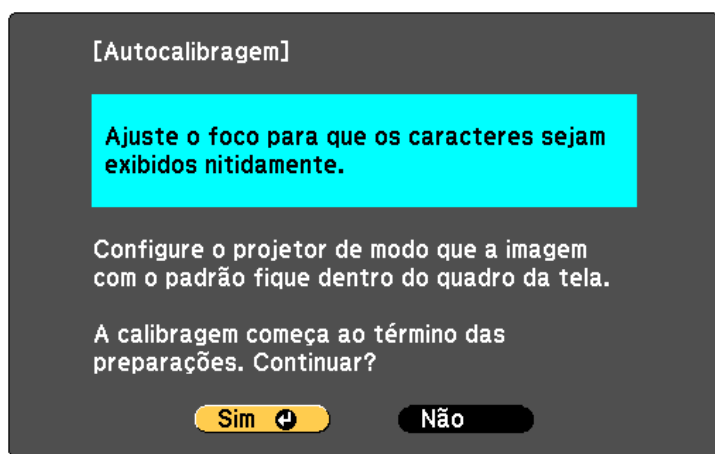 [Autocalibragem]
Ajuste o foco para que os caracteres sejam
exibidos nitidamente.
Configure o projetor de modo que a imagem
com o padrão fique dentro do quadro da tela.
A calibragem começa ao término das
preparações. Continuar?
Sim Não